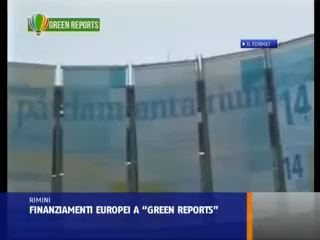 GREEN REPORTS
IL FORMAT
parlamentarium
14
14
RIMINI
FINANZIAMENTI EUROPEI A “GREEN REPORTS”